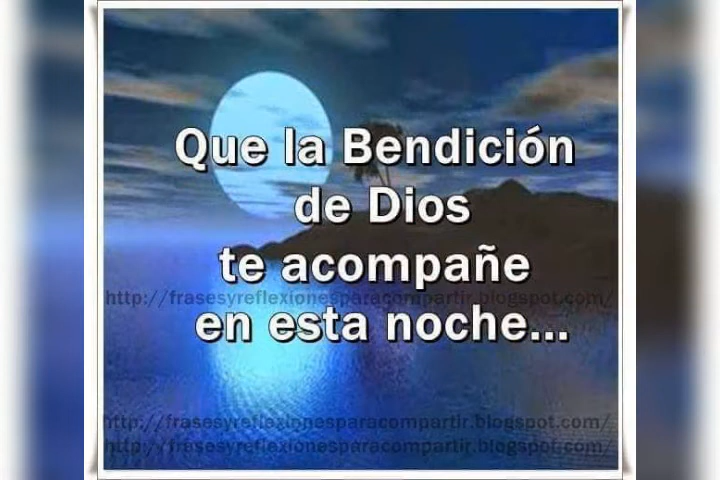 Que la Bendición
de Dios
te acompañe
http://frasesyreflexionesparacompartir.blogspot.com/
en esta noche...
http://frasesyreflexionesparacompartir.blogspot.com/
http://frasesyreflexionesparacompartir.blogspot.com/